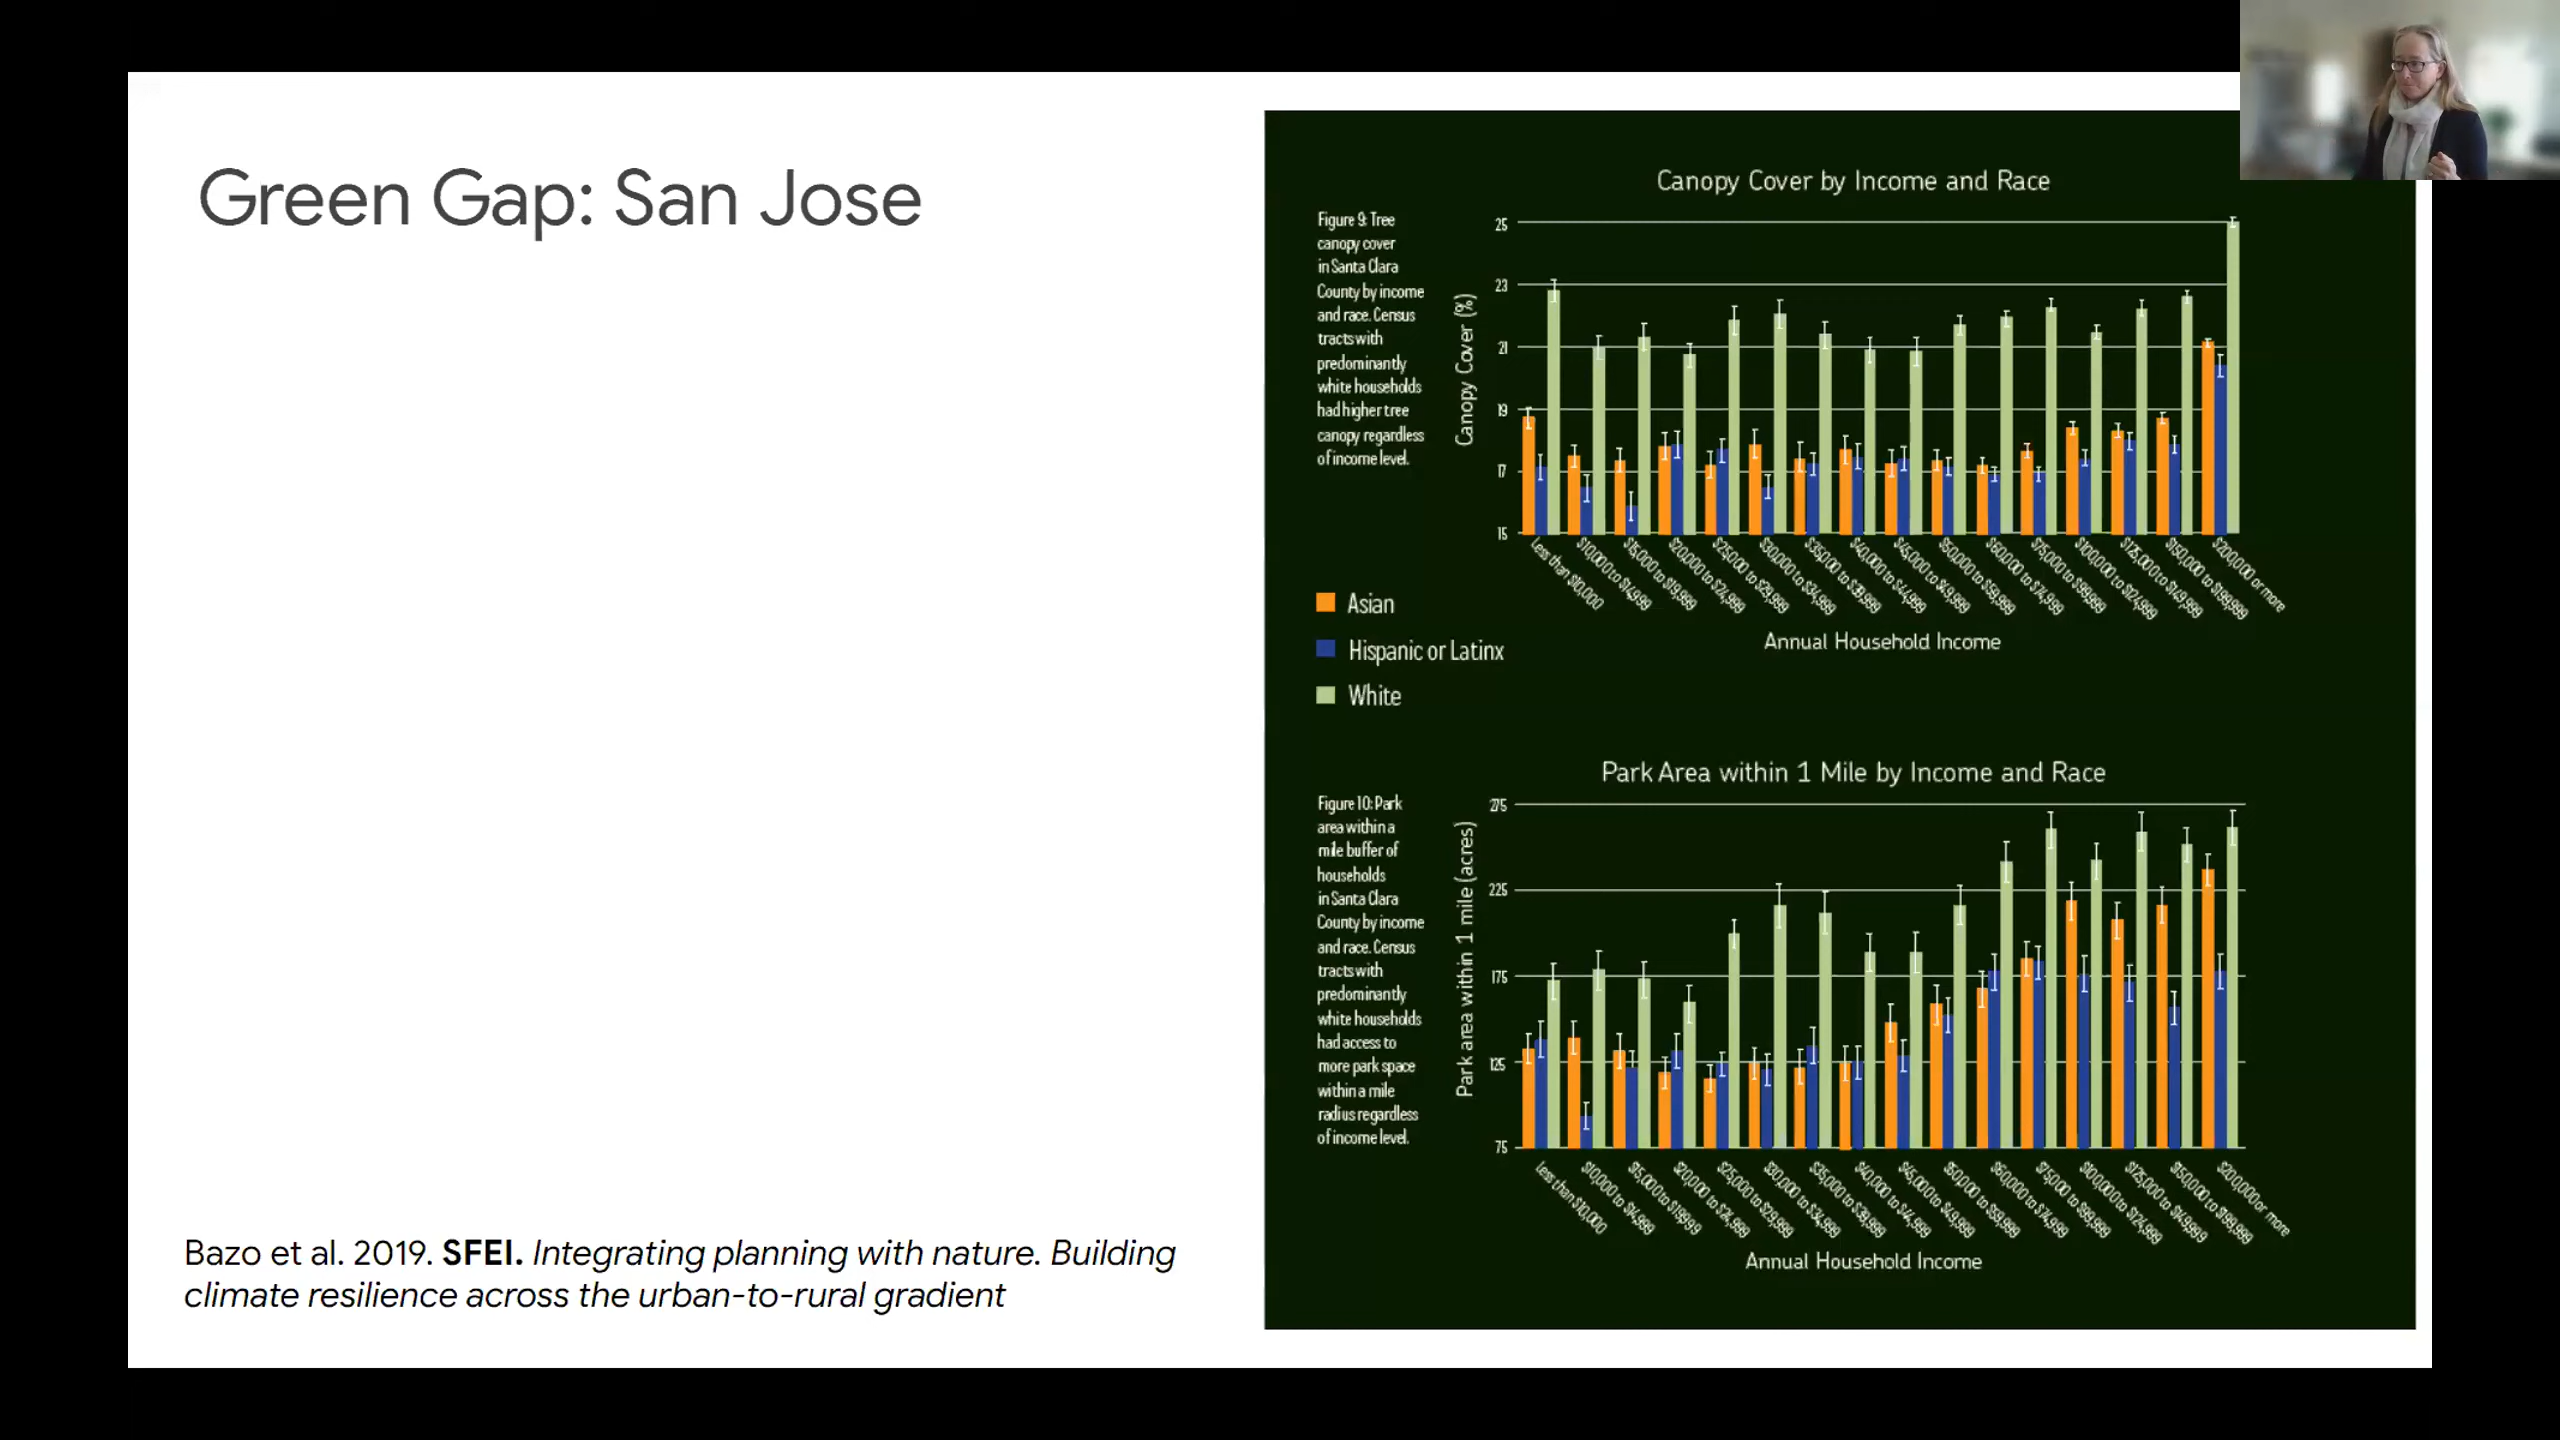 Green Gap: San Jose
Canopy Cover by Income and Race
Figure 9: Tree
canopy cover
in Santa Clara
County by income
and race. Census
tracts with
predominantly
white households
had higher tree
canopy regardless
of income level.
Canopy Cover (%)
25
23
21
19
17
15
Less than $10,000
$10,000 to $14,999
$15,000 to $19,999
$20,000 to $24,999
$25,000 to $29,999
$30,000 to $34,999
$35,000 to $39,999
$40,000 to $44,999
$45,000 to $49,999
$50,000 to $59,999
$60,000 to $74,999
$75,000 to $99,999
$100,000 to $124,999
$125,000 to $149,999
$150,000 to $199,999
$200,000 or more
Annual Household Income
Asian
Hispanic or Latinx
White
Park Area within 1 Mile by Income and Race
Figure 10: Park
area within a
mile buffer of
households
in Santa Clara
County by income
and race. Census
tracts with
predominantly
white households
had access to
more park space
within a mile
radius regardless
of income level.
Park area within 1 mile (acres)
275
225
175
125
75
Less than $10,000
$10,000 to $14,999
$15,000 to $19,999
$20,000 to $24,999
$25,000 to $29,999
$30,000 to $34,999
$35,000 to $39,999
$40,000 to $44,999
$45,000 to $49,999
$50,000 to $59,999
$60,000 to $74,999
$75,000 to $99,999
$100,000 to $124,999
$125,000 to $149,999
$150,000 to $199,999
$200,000 or more
Annual Household Income
Bazo et al. 2019. SFEI. Integrating planning with nature. Building
climate resilience across the urban-to-rural gradient